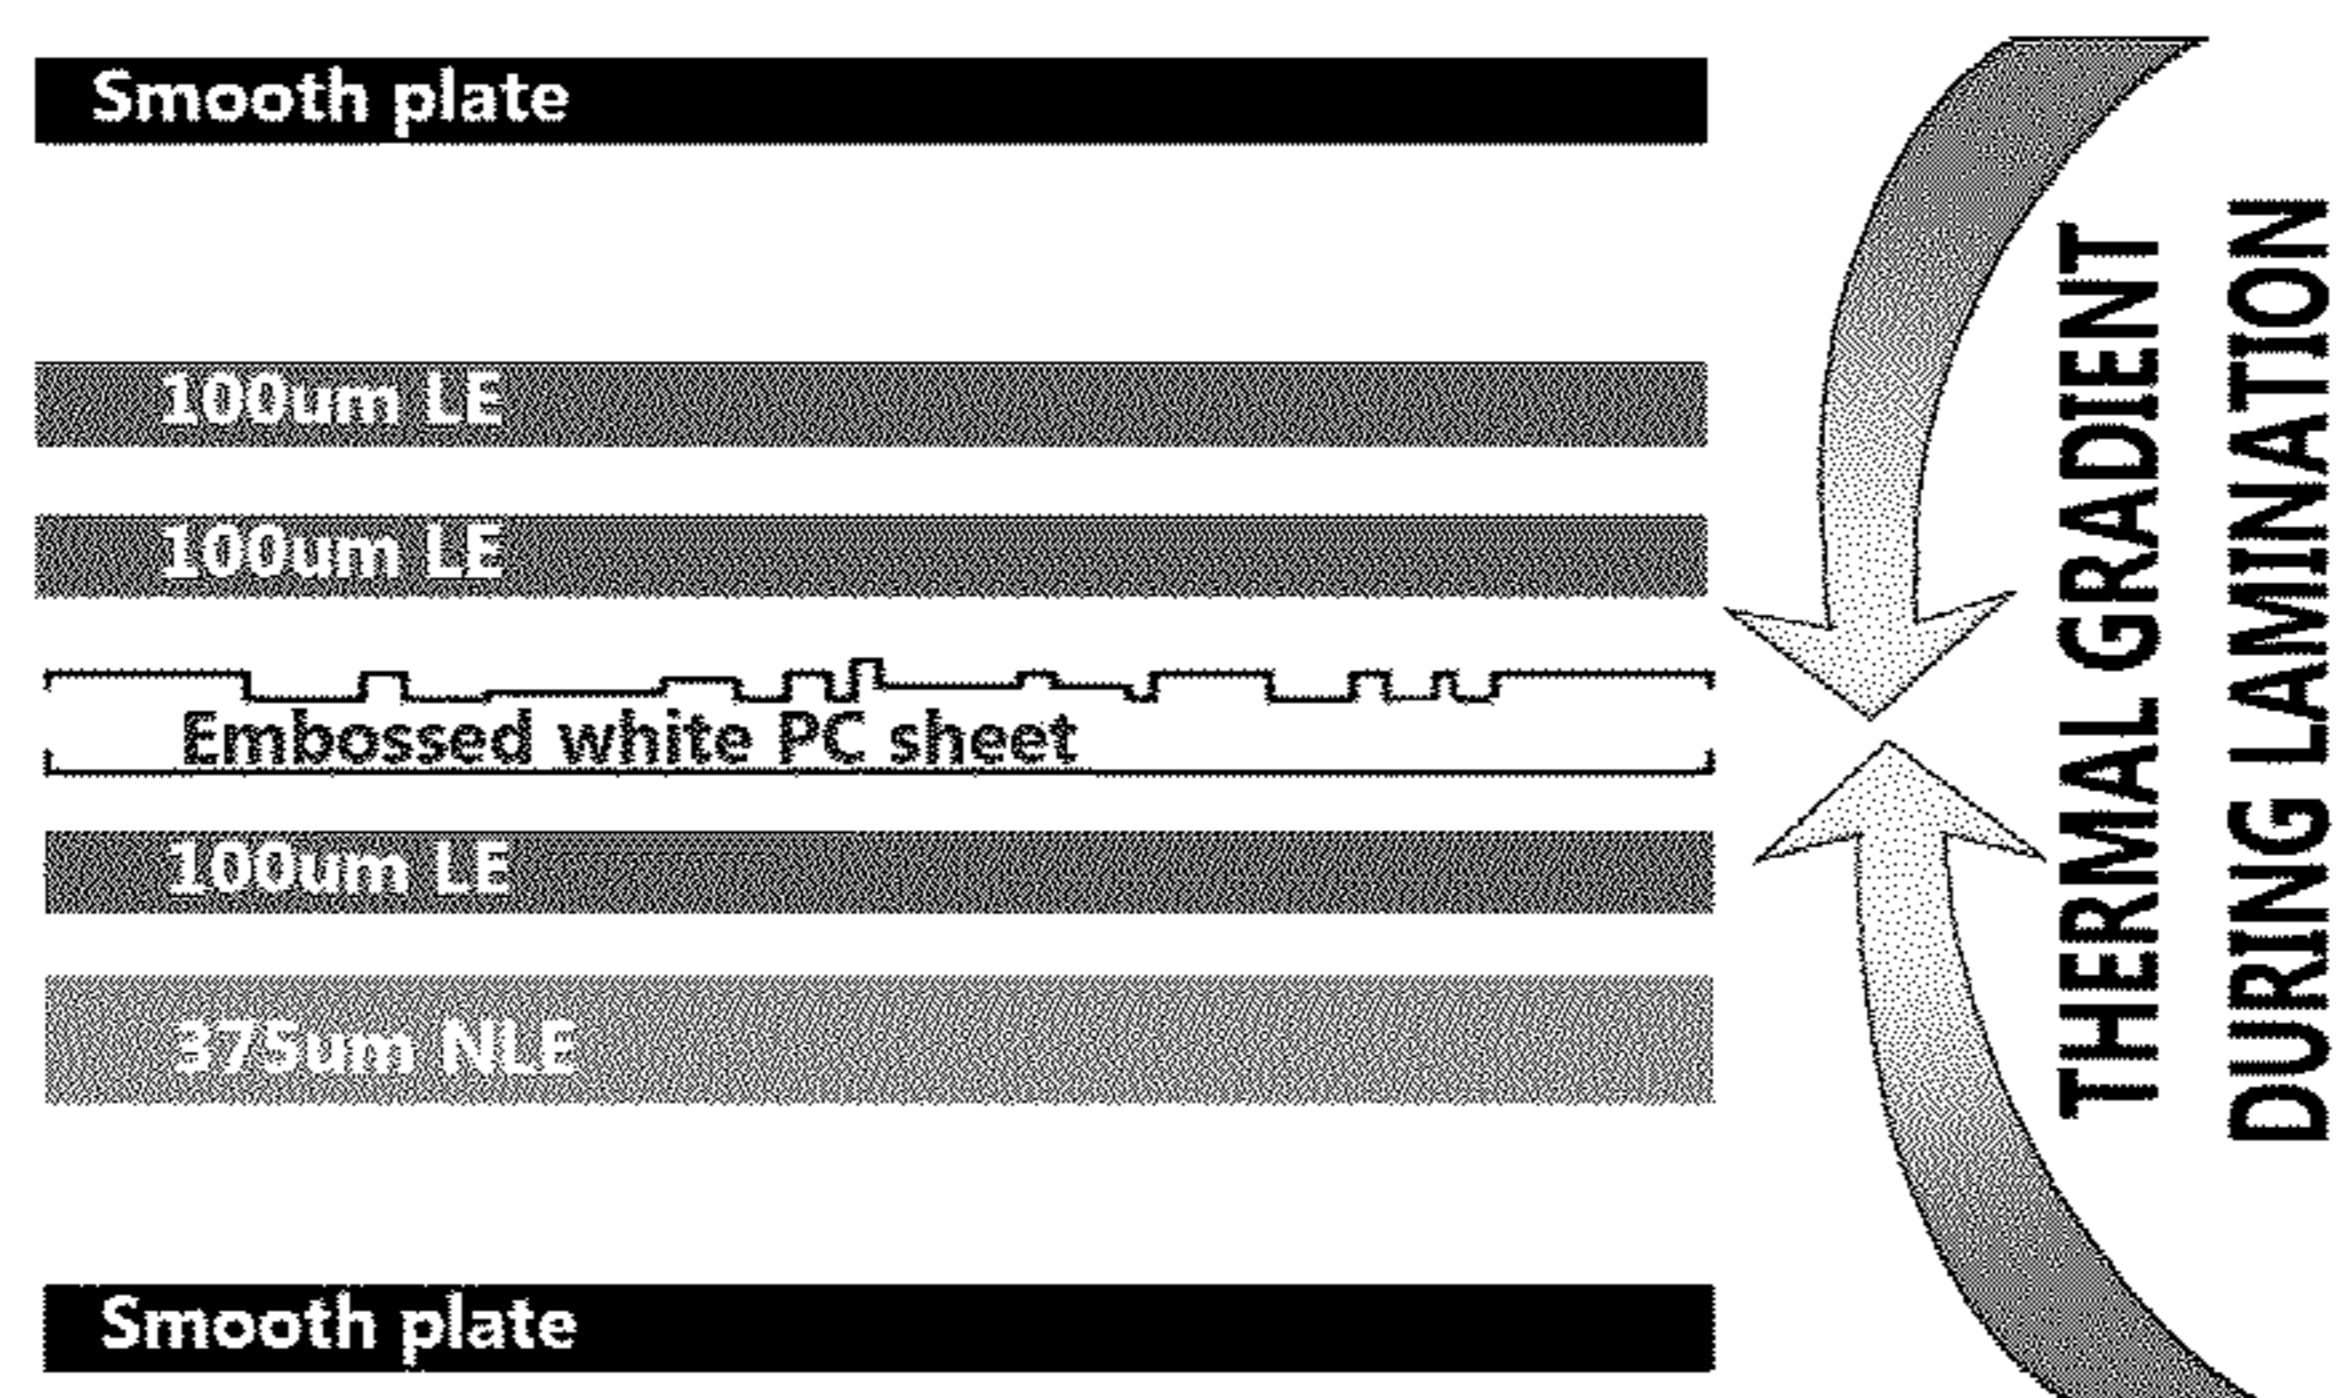 Smooth plate
100um LE
100um LE
Embossed white PC sheet
100um LE
375um NLE
Smooth plate
THERMAL GRADIENT
DURING LAMINATION